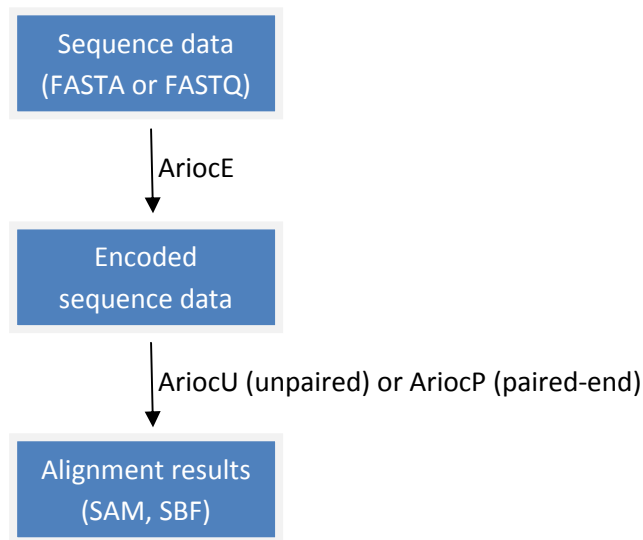 Sequence data
(FASTA or FASTQ)
AriocE
Encoded
sequence data
AriocU (unpaired) or AriocP (paired-end)
Alignment results
(SAM, SBF)